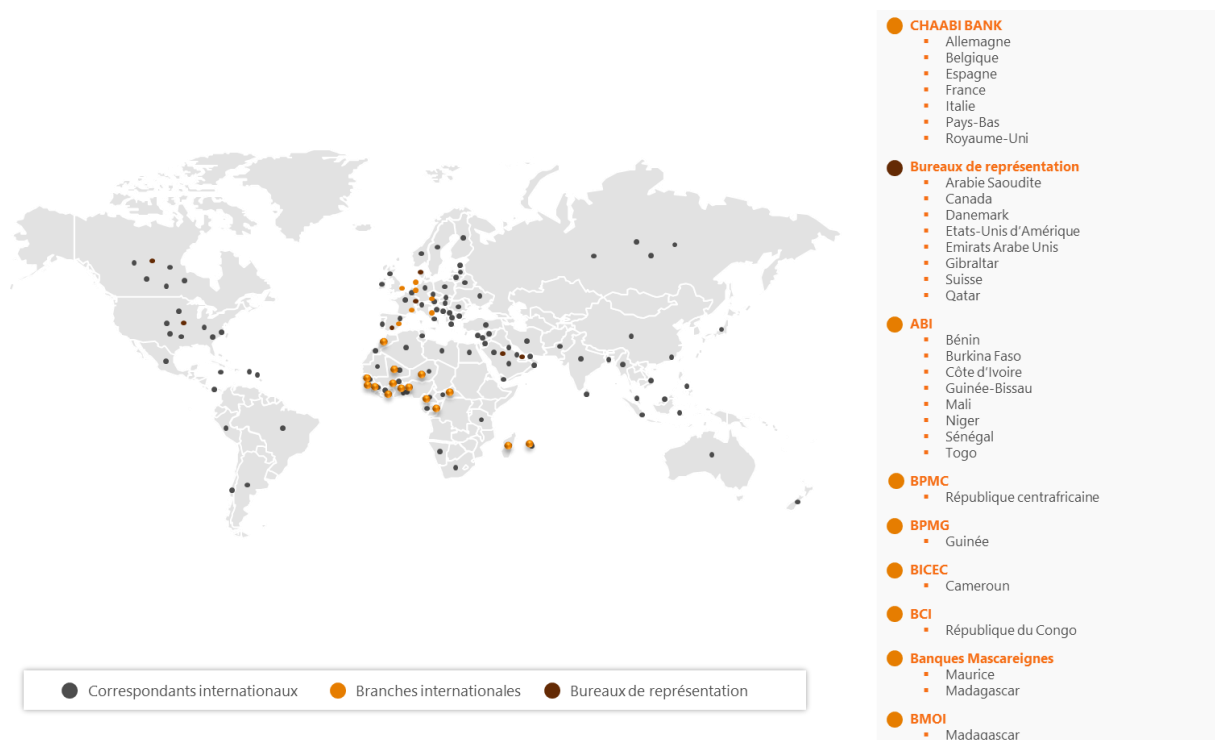 CHAABI BANK
Allemagne
Belgique
Espagne
France
Italie
Pays-Bas
Royaume-Uni
Bureaux de représentation
Arabie Saoudite
Canada
Danemark
Etats-Unis d'Amérique
Emirats Arabe Unis
Gibraltar
Suisse
Qatar
ABI
Bénin
Burkina Faso
Côte d'Ivoire
Guinée-Bissau
Mali
Niger
Sénégal
Togo
BPMC
République centrafricaine
BPMG
Guinée
BICEC
Cameroun
BCI
République du Congo
Banques Mascareignes
Maurice
Madagascar
BMOI
Madagascar
Correspondants internationaux
Branches internationales
Bureaux de représentation